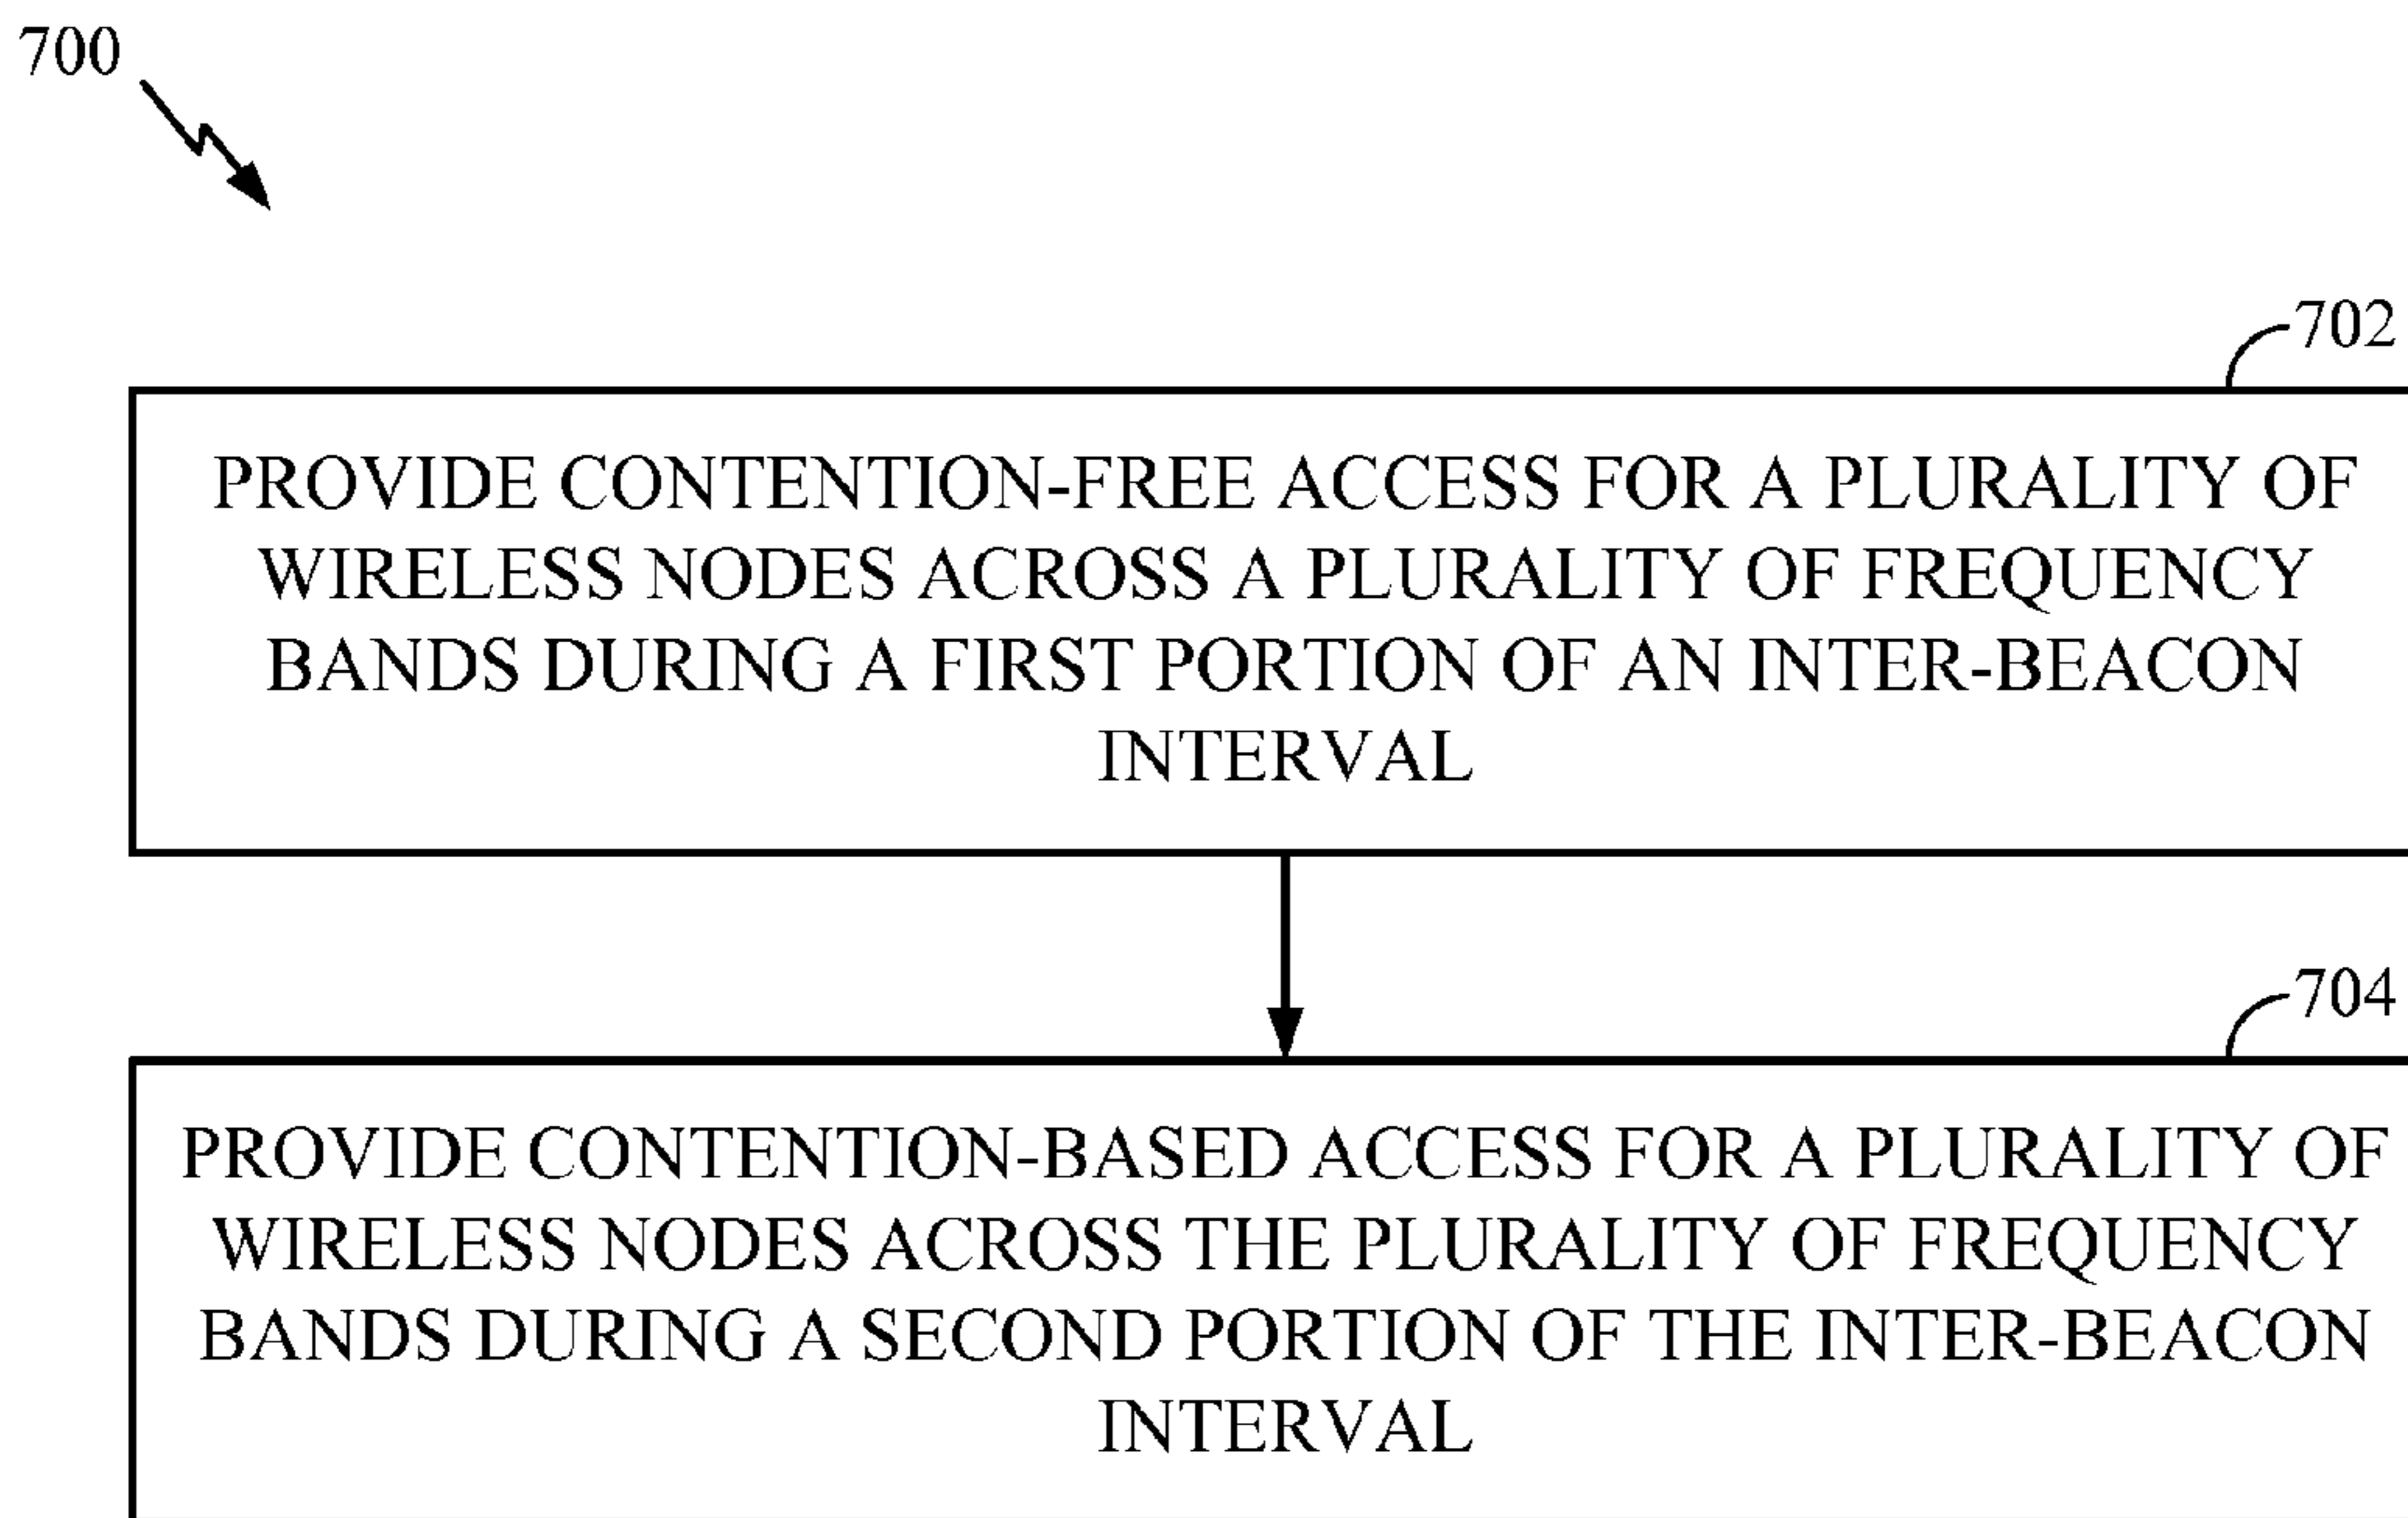 700
702
PROVIDE CONTENTION-FREE ACCESS FOR A PLURALITY OF
WIRELESS NODES ACROSS A PLURALITY OF FREQUENCY
BANDS DURING A FIRST PORTION OF AN INTER-BEACON
INTERVAL
704
PROVIDE CONTENTION-BASED ACCESS FOR A PLURALITY OF
WIRELESS NODES ACROSS THE PLURALITY OF FREQUENCY
BANDS DURING A SECOND PORTION OF THE INTER-BEACON
INTERVAL